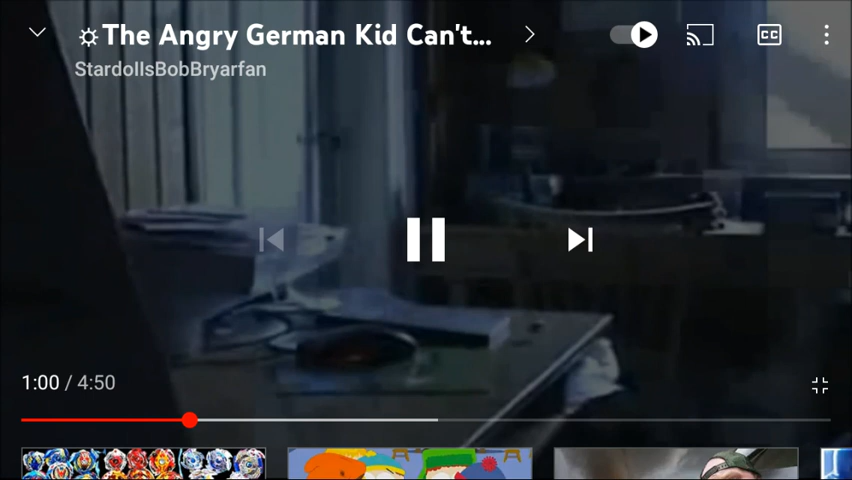 ☼The Angry German Kid Can't...
StardollsBobBryarfan
CC
1:00 / 4:50